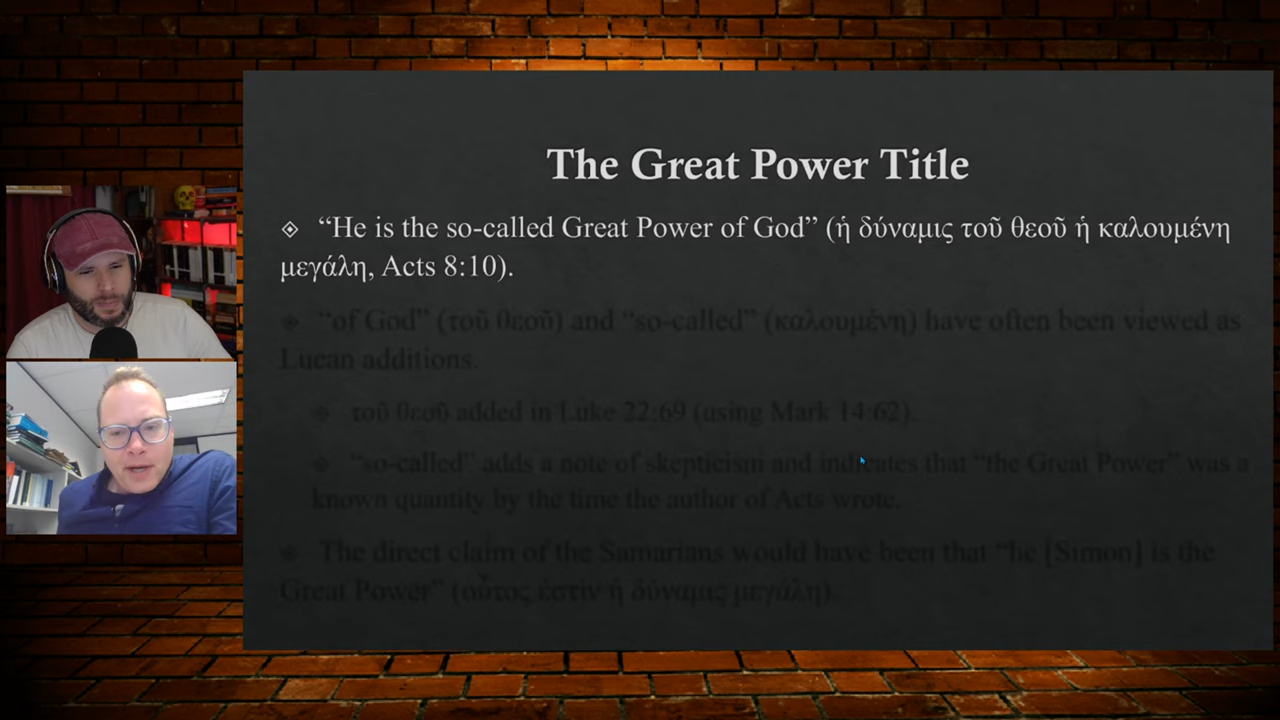 The Great Power Title
“He is the so-called Great Power of God” (ἡ δύναμις τοῦ θεοῦ ἡ καλουμένη
μεγάλη, Acts 8:10).
“of God” (τοῦ θεοῦ) and “so-called” (καλουμένη) have often been viewed as
Lucan additions.
τοῦ θεοῦ added in Luke 22:69 (using Mark 14:62).
“so-called” adds a note of skepticism and indicates that “the Great Power” was a
known quantity by the time the author of Acts wrote.
The direct claim of the Samarians would have been that “he [Simon] is the
Great Power” (οὗτος ἐστίν ἡ δύναμις μεγάλη).